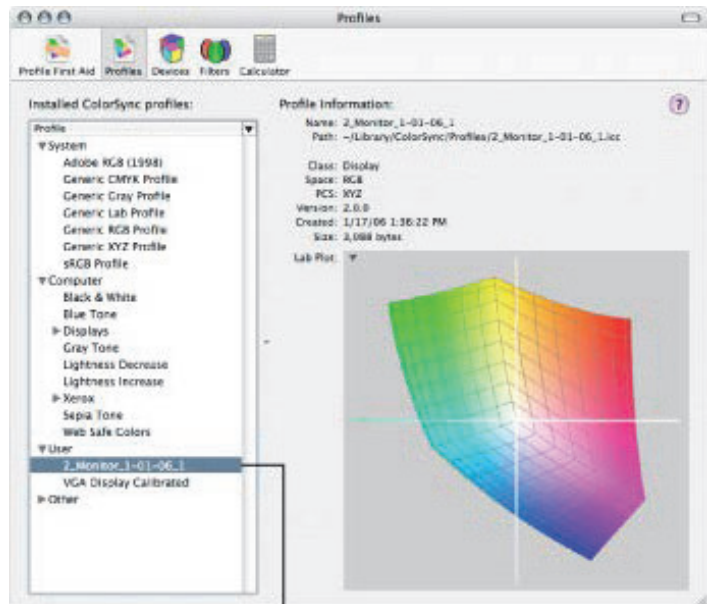 Profiles
Profile First Aid Profiles Devices Filters Calculator
Installed ColorSync profiles:
Profile
System
Adobe RGB (1998)
Generic CMYK Profile
Generic Gray Profile
Generic Lab Profile
Generic RGB Profile
Generic XYZ Profile
sRGB Profile
Computer
Black & White
Blue Tone
Displays
Gray Tone
Lightness Decrease
Lightness Increase
Xerox
Sepia Tone
Web Safe Colors
User
2_Monitor_1-01-06_1
VGA Display Calibrated
Other
Profile Information:
?
Name: 2_Monitor_1-01-06_1
Path: ~/Library/ColorSync/Profiles/2_Monitor_1-01-06_1.icc
Class: Display
Space: RGB
PCS: XYZ
Version: 2.0.0
Created: 1/17/06 1:36:22 PM
Size: 3,088 bytes
Lab Plot: